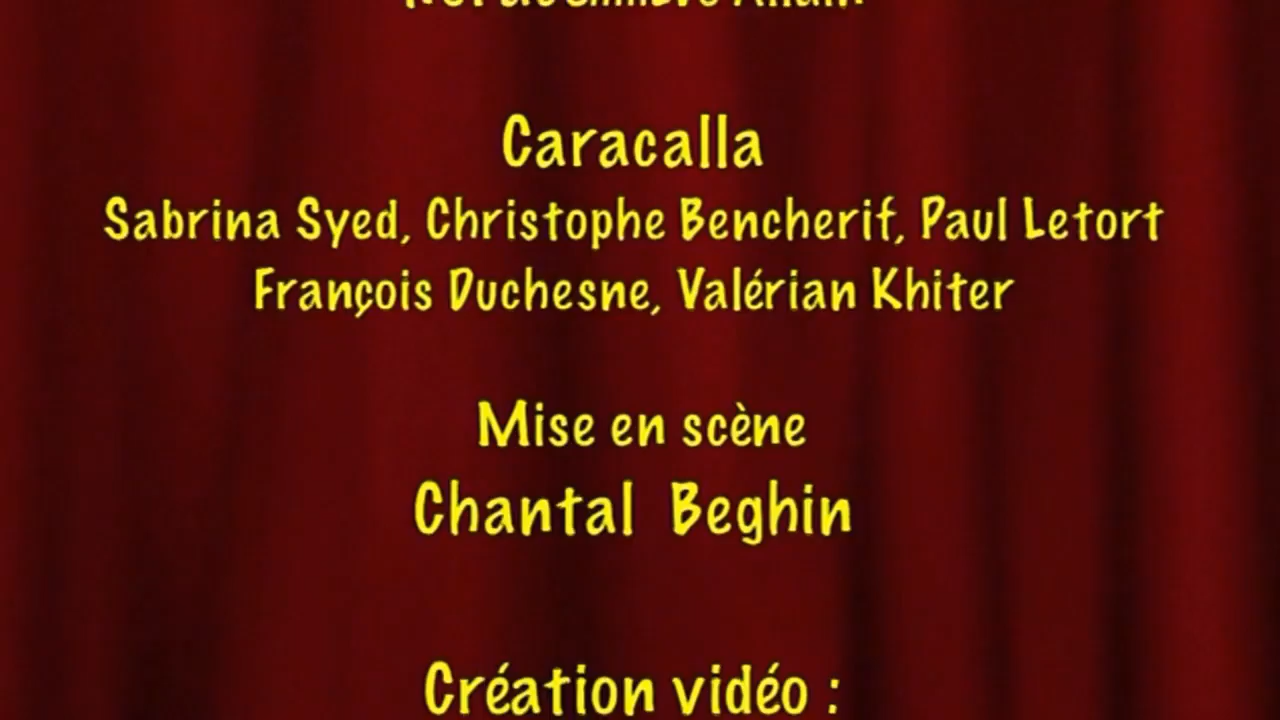 Caracalla
Sabrina Syed, Christophe Bencherif, Paul Letort
François Duchesne, Valérian Khiter
Mise en scène
Chantal Beghin
Création vidéo :